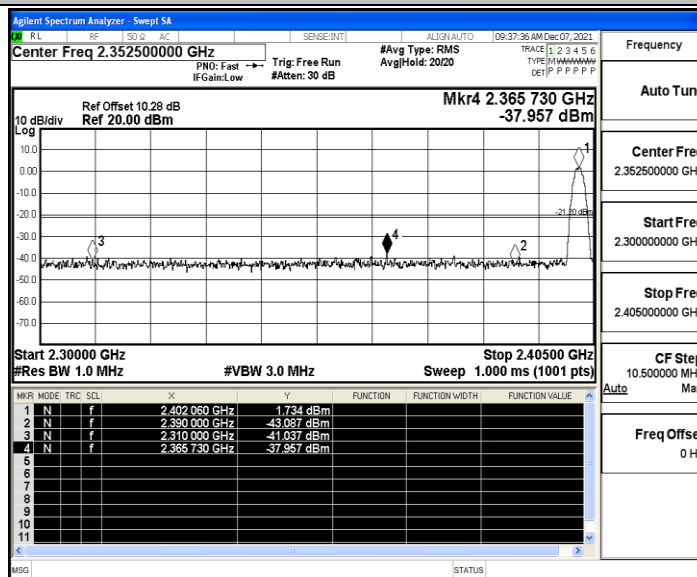 Agilent Spectrum Analyzer - Swept SA
RL RF 50 Ω AC SENSE:INT ALIGNAUTO 09:37:36 AM Dec 07, 2021
Center Freq 2.352500000 GHz
PNO: Fast
IFGain:Low
Trig: Free Run
#Atten: 30 dB
#Avg Type: RMS
Avg|Hold: 20/20
TRACE 1 2 3 4 5 6
TYPE MWWWWW
DET P P P P P P
Frequency
Auto Tun
Center Fre
2.352500000 GH
Start Fre
2.300000000 GH
Stop Fre
2.405000000 GH
CF Step
10.500000 MH
Auto Ma
Freq Offse
0 H
Mkr4 2.365 730 GHz
-37.957 dBm
Ref Offset 10.28 dB
10 dB/div Ref 20.00 dBm
Log
10.0
0.00
-10.0
-20.0
-30.0
-40.0
-50.0
-60.0
-70.0
1
-21.20 dBm
3
4
2
Start 2.30000 GHz Stop 2.40500 GHz
#Res BW 1.0 MHz #VBW 3.0 MHz Sweep 1.000 ms (1001 pts)
MKR MODE TRC SCL X Y FUNCTION FUNCTION WIDTH FUNCTION VALUE
1 N f 2.402 060 GHz 1.734 dBm
2 N f 2.390 000 GHz -43.087 dBm
3 N f 2.310 000 GHz -41.037 dBm
4 N f 2.365 730 GHz -37.957 dBm
5
6
7
8
9
10
11
MSG STATUS